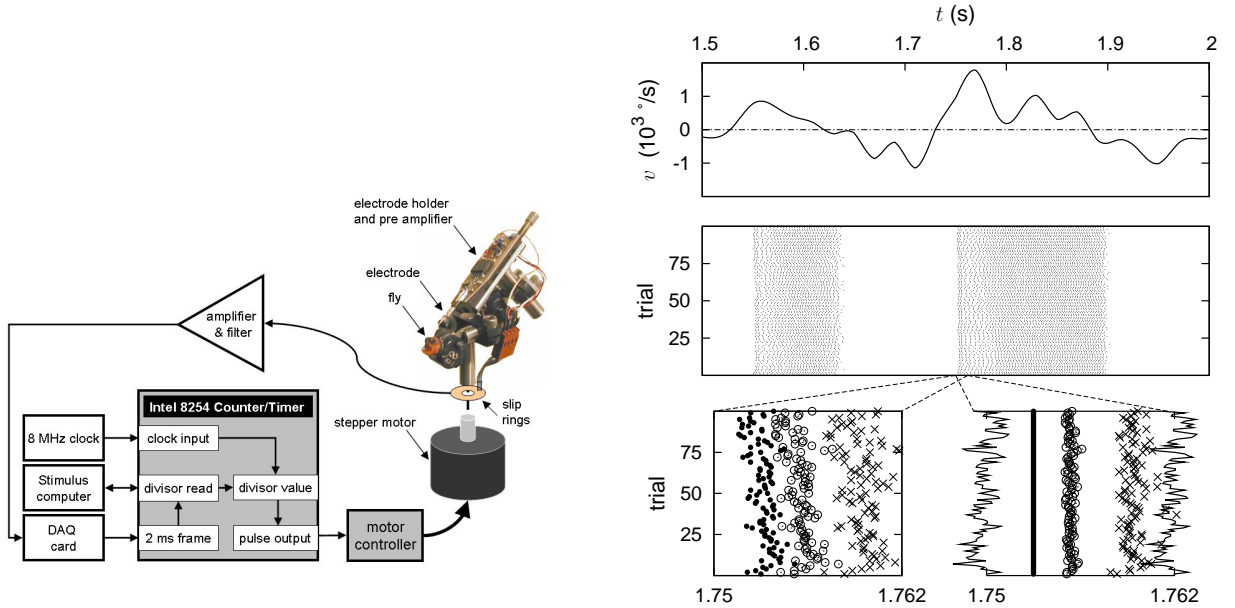 electrode holder
and pre amplifier
electrode
fly
amplifier
& filter
slip
rings
stepper motor
Intel 8254 Counter/Timer
8 MHz clock
clock input
Stimulus
computer
divisor read
divisor value
DAQ
card
2 ms frame
pulse output
motor
controller
t (s)
1.5 1.6 1.7 1.8 1.9 2
v (10³ °/s)
1
0
-1
trial
75
50
25
trial
75
50
25
1.75 1.762
1.75 1.762